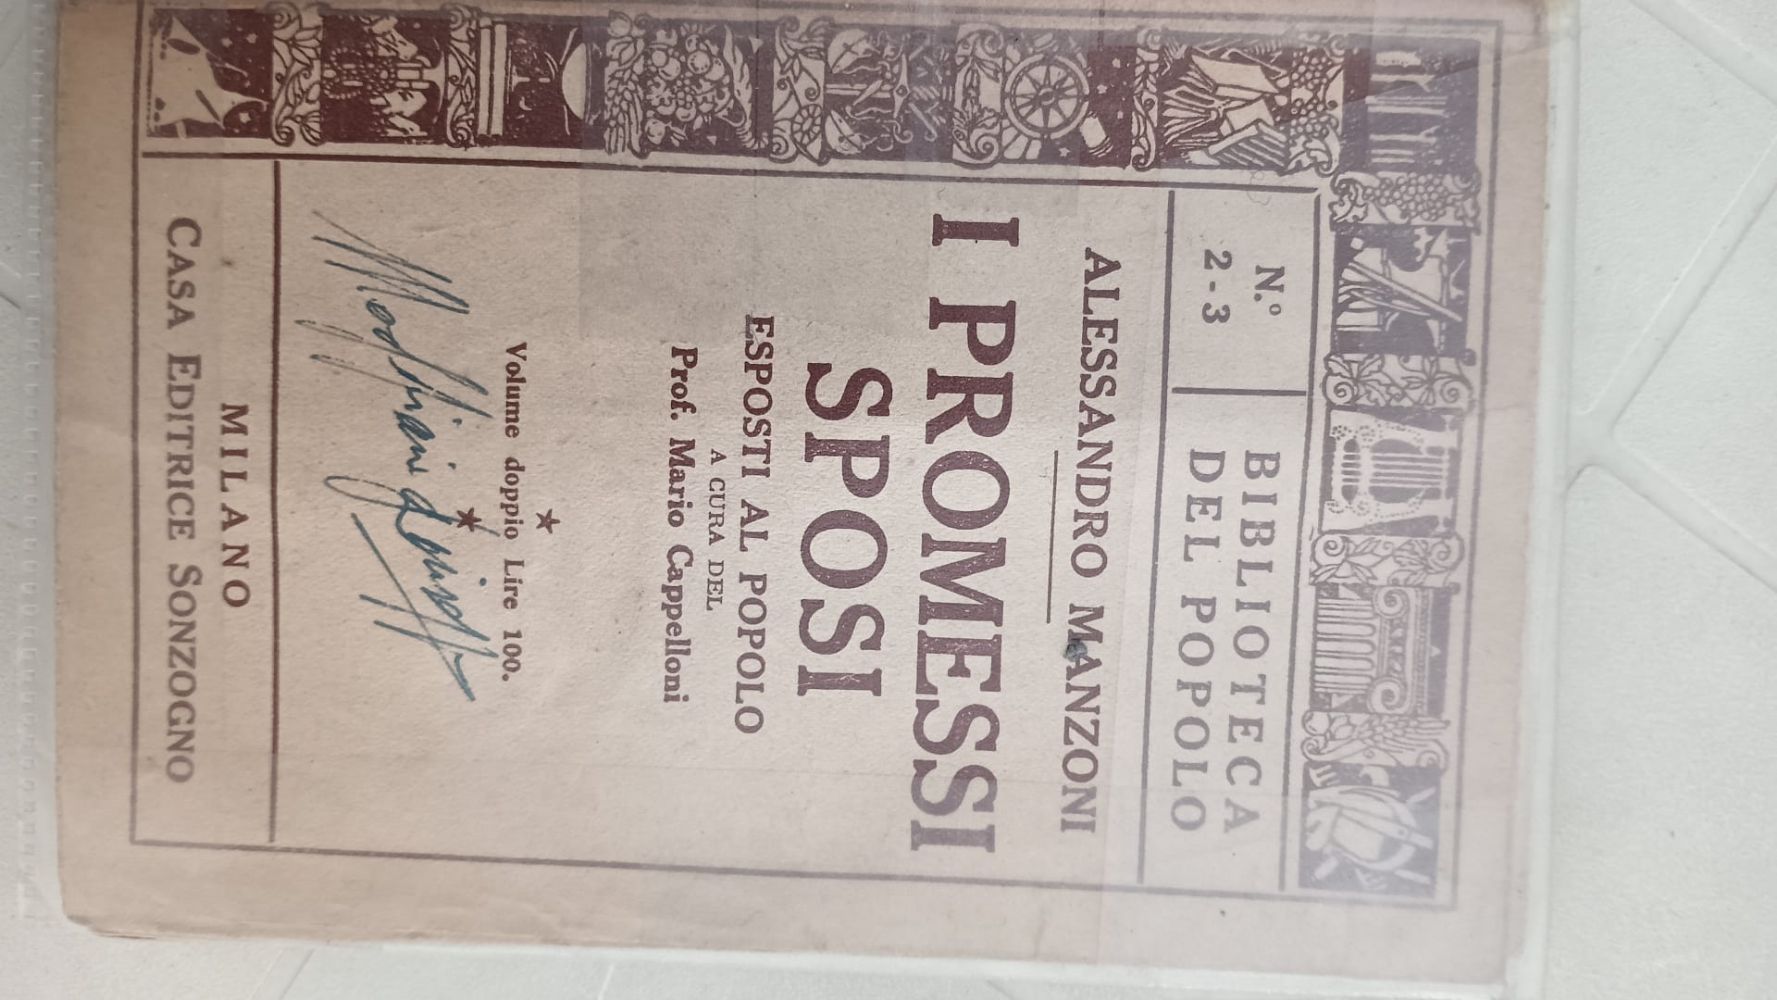 N.º
2 - 3
BIBLIOTECA
DEL POPOLO
ALESSANDRO MANZONI
I PROMESSI
SPOSI
ESPOSTI AL POPOLO
A CURA DEL
Prof. Mario Cappelloni
Volume doppio Lire 100.
MILANO
CASA EDITRICE SONZOGNO